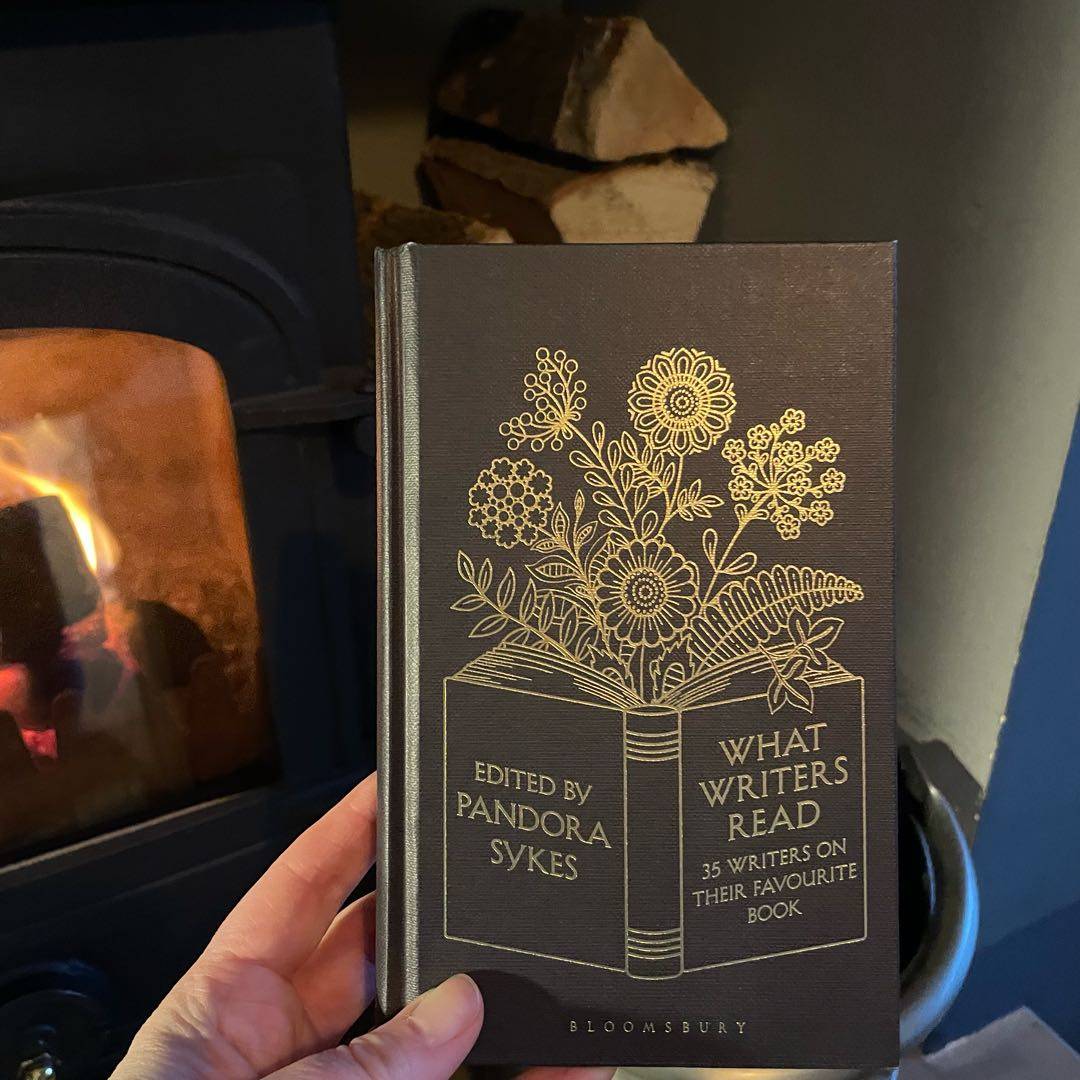 EDITED BY
PANDORA
SYKES
WHAT
WRITERS
READ
35 WRITERS ON
THEIR FAVOURITE
BOOK
BLOOMSBURY